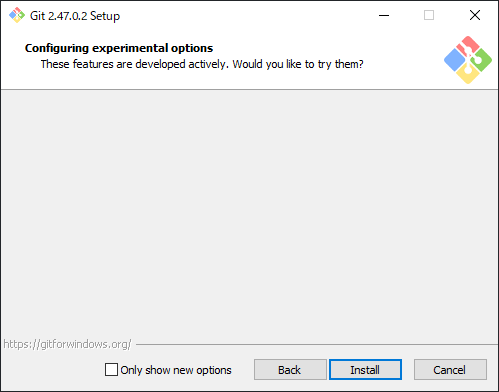 Git 2.47.0.2 Setup
Configuring experimental options
These features are developed actively. Would you like to try them?
https://gitforwindows.org/
Only show new options
Back
Install
Cancel